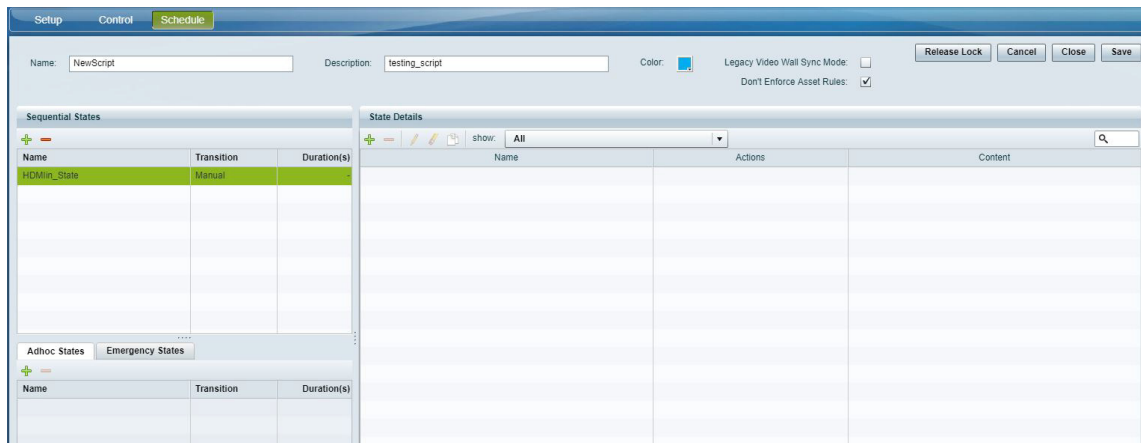 Setup Control Schedule
Release Lock Cancel Close Save
Name: NewScript Description: testing_script Color: Legacy Video Wall Sync Mode:
Don't Enforce Asset Rules:
Sequential States
Name Transition Duration(s)
HDMIin_State Manual -
Adhoc States Emergency States
Name Transition Duration(s)
State Details
show: All
Name Actions Content